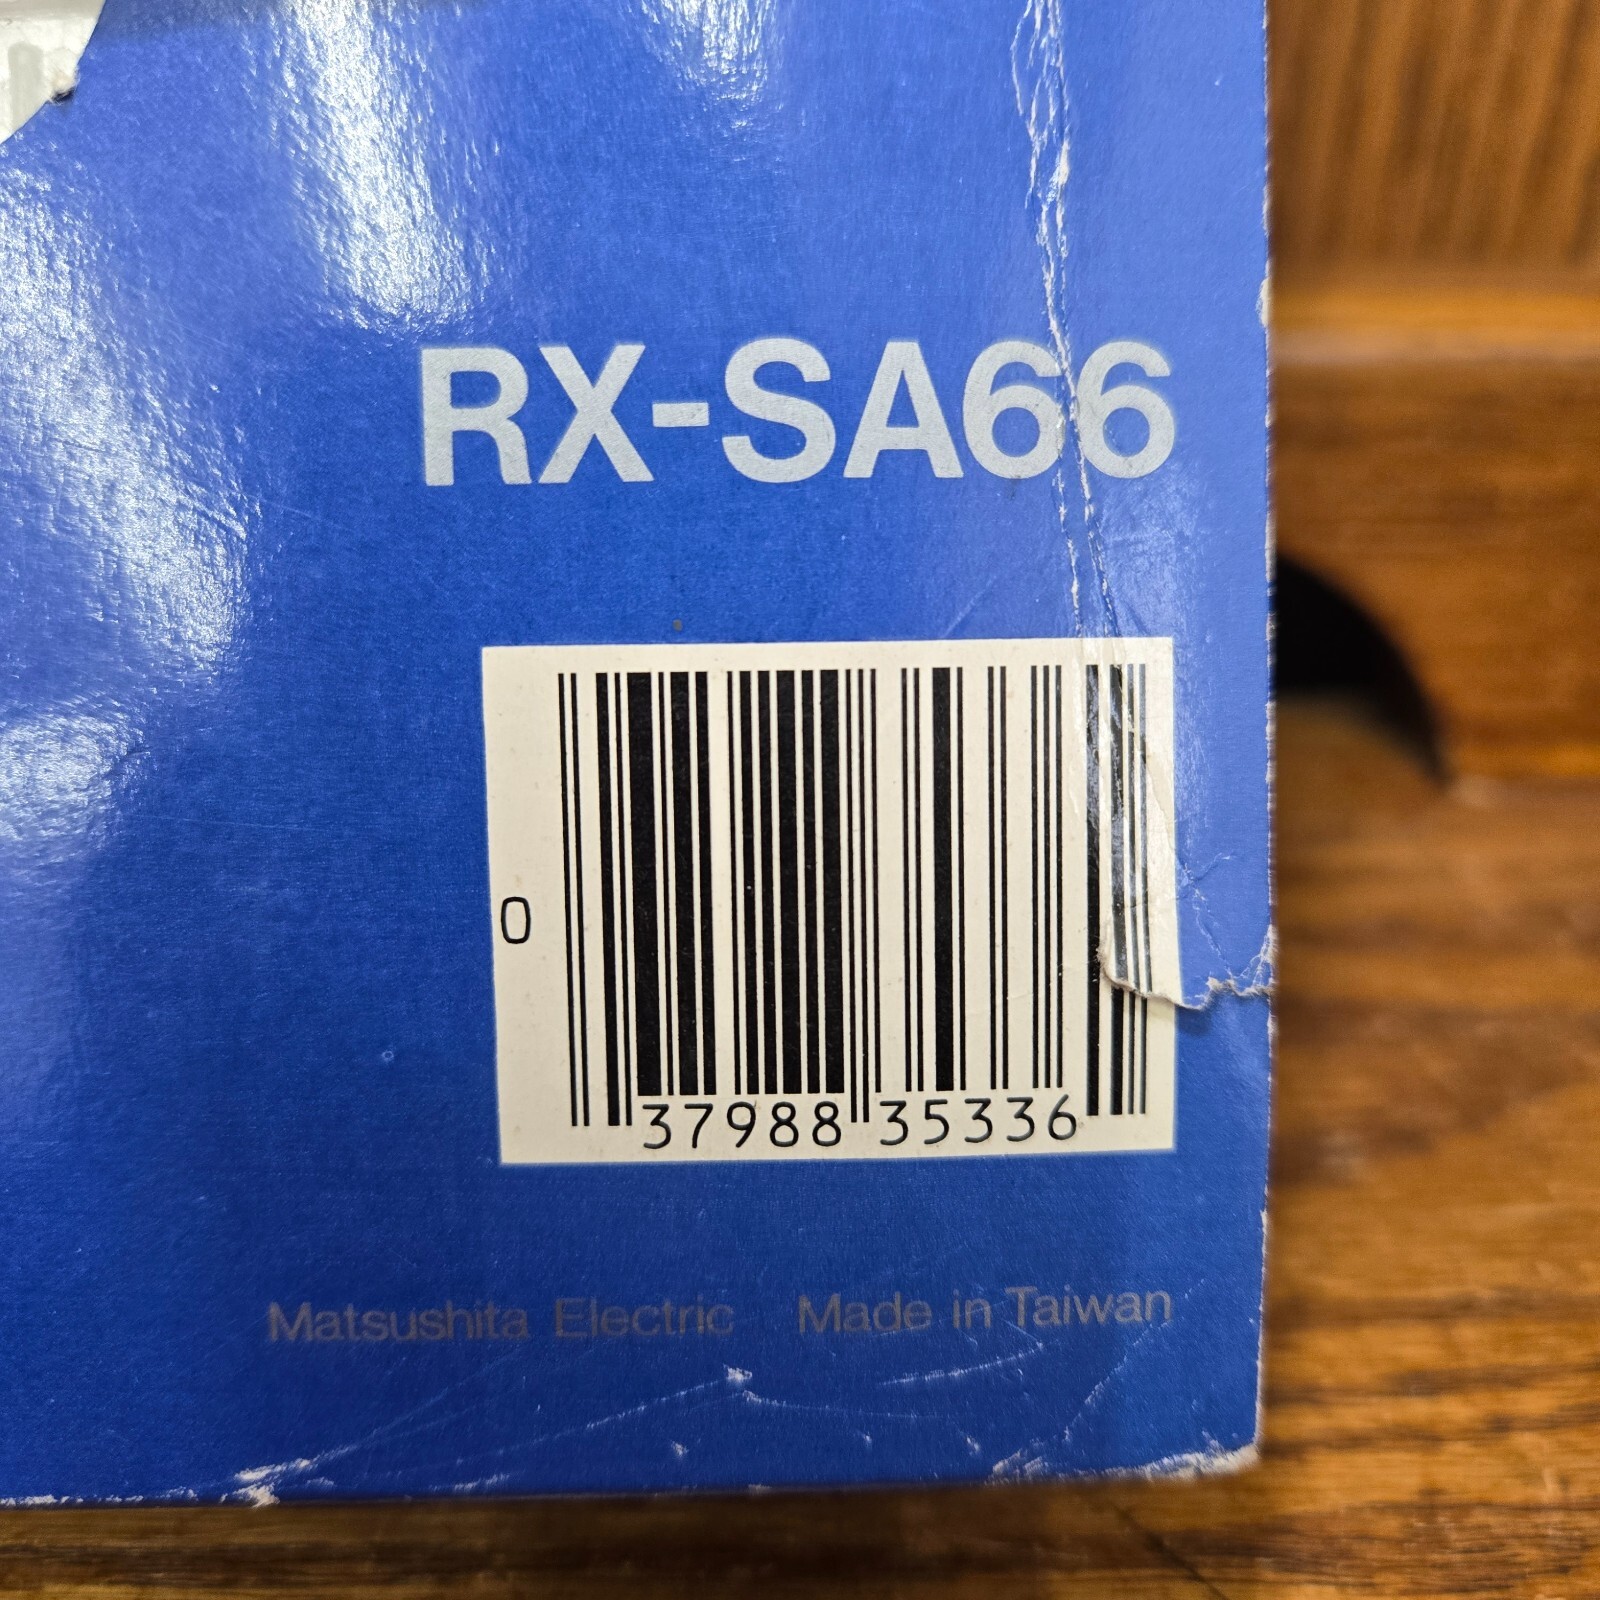 RX-SA66
0 37988 35336
Matsushita Electric Made in Taiwan